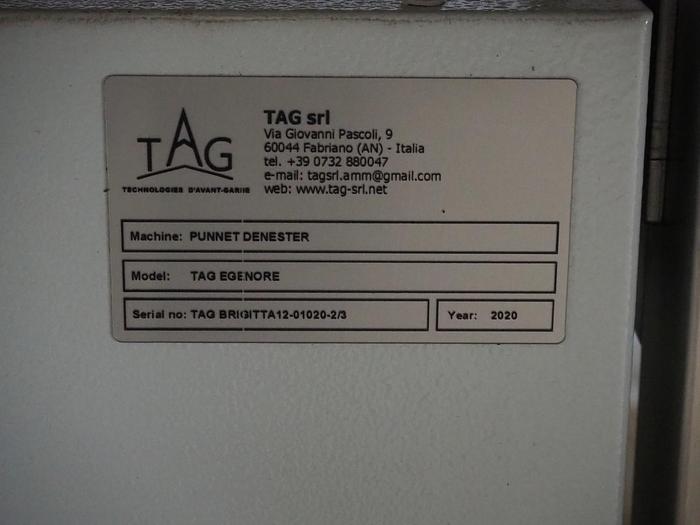 TAG
TECHNOLOGIES D'AVANT-GARDE
TAG srl
Via Giovanni Pascoli, 9
60044 Fabriano (AN) - Italia
tel. +39 0732 880047
e-mail: tagsrl.amm@gmail.com
web: www.tag-srl.net
Machine: PUNNET DENESTER
Model: TAG EGENORE
Serial no: TAG BRIGITTA12-01020-2/3
Year: 2020